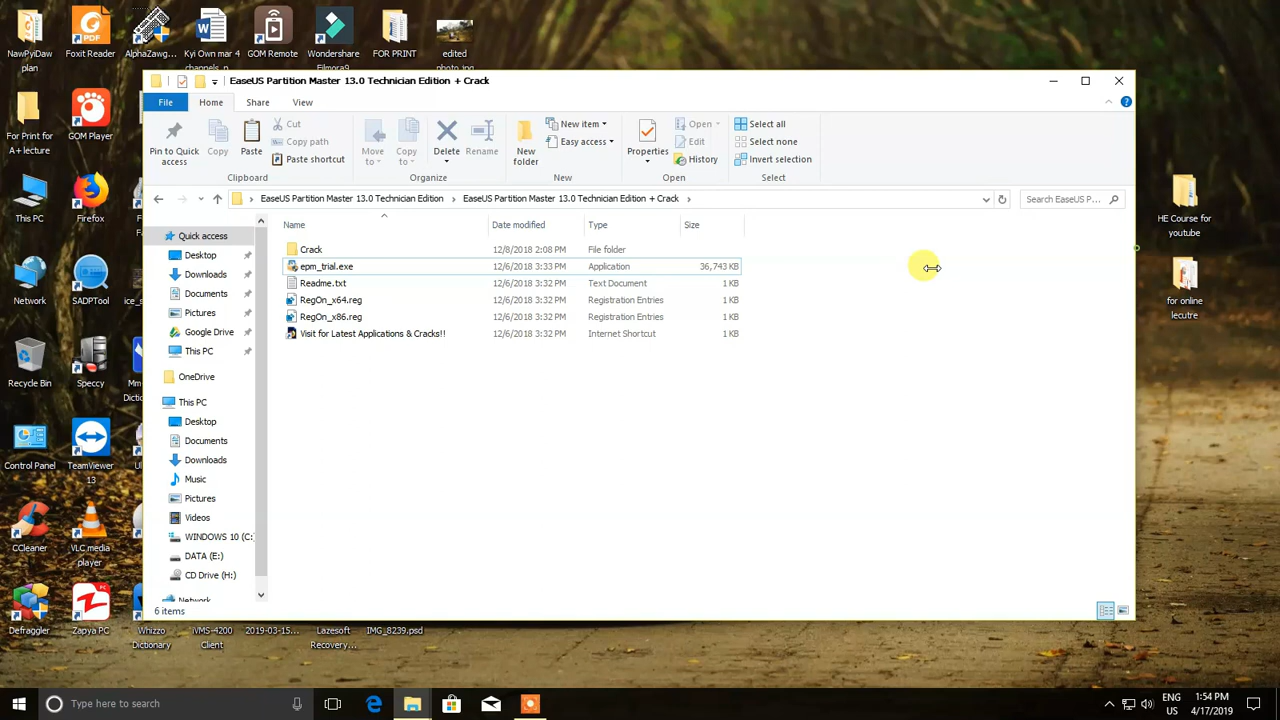 NawPyiDaw plan
Foxit Reader
AlphaZawg...
Kyi Own mar 4 channels, n
GOM Remote
Wondershare Filmora9
FOR PRINT
edited photo.jpg
EaseUS Partition Master 13.0 Technician Edition + Crack
File
Home
Share
View
Pin to Quick access
Copy
Paste
Cut
Copy path
Paste shortcut
Move to
Copy to
Delete
Rename
New folder
New item
Easy access
Properties
Open
Edit
History
Select all
Select none
Invert selection
Clipboard
Organize
New
Open
Select
EaseUS Partition Master 13.0 Technician Edition
EaseUS Partition Master 13.0 Technician Edition + Crack
Search EaseUS P...
Name
Date modified
Type
Size
Crack 12/8/2018 2:08 PM File folder
epm_trial.exe 12/6/2018 3:33 PM Application 36,743 KB
Readme.txt 12/6/2018 3:32 PM Text Document 1 KB
RegOn_x64.reg 12/6/2018 3:32 PM Registration Entries 1 KB
RegOn_x86.reg 12/6/2018 3:32 PM Registration Entries 1 KB
Visit for Latest Applications & Cracks!! 12/6/2018 3:32 PM Internet Shortcut 1 KB
Quick access
Desktop
Downloads
Documents
Pictures
Google Drive
This PC
OneDrive
This PC
Desktop
Documents
Downloads
Music
Pictures
Videos
WINDOWS 10 (C:)
DATA (E:)
CD Drive (H:)
Network
6 items
For Print for A+ lecture
GOM Player
This PC
Firefox
Network
SADPTool
ice_s
Recycle Bin
Speccy
Mm-
Dictic
Control Panel
TeamViewer 13
Ul
CCleaner
VLC media player
Defraggler
Zapya PC
Whizzo Dictionary
iVMS-4200 Client
2019-03-15...
Lazesoft Recovery...
IMG_8239.psd
HE Course for youtube
for online lecutre
Type here to search
ENG
US
1:54 PM
4/17/2019